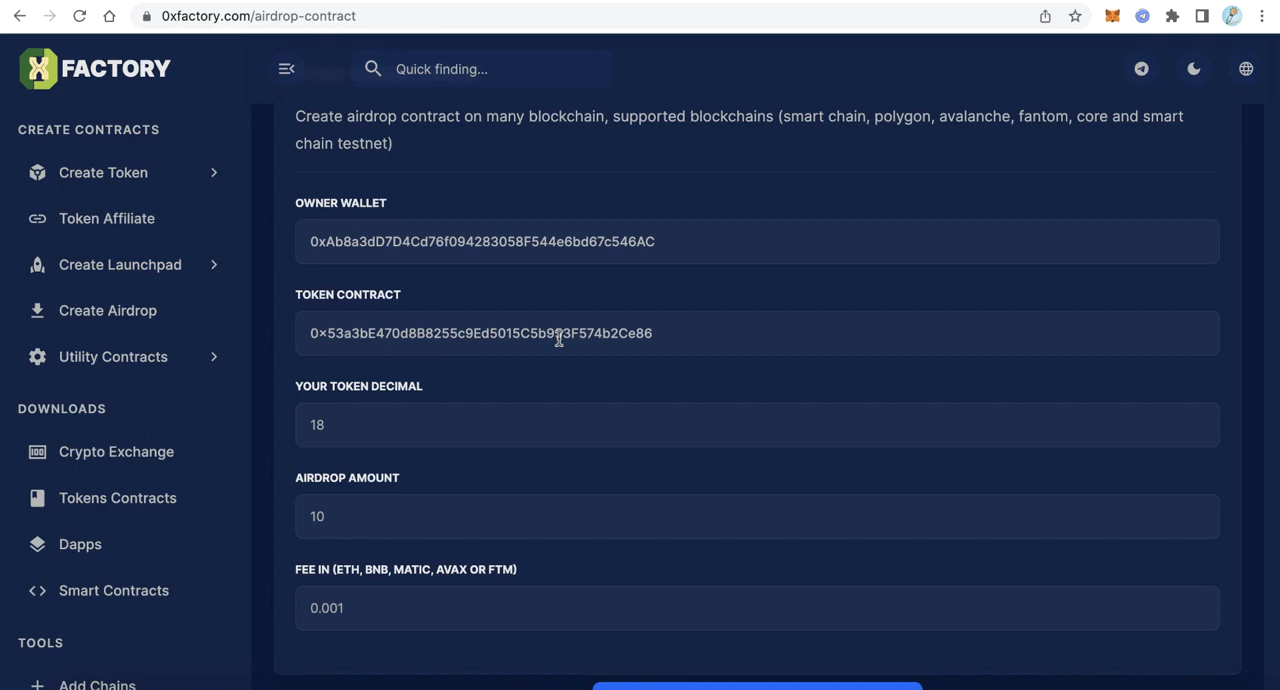 0xfactory.com/airdrop-contract
XFACTORY
Quick finding...
CREATE CONTRACTS
Create Token
Token Affiliate
Create Launchpad
Create Airdrop
Utility Contracts
DOWNLOADS
Crypto Exchange
Tokens Contracts
Dapps
Smart Contracts
TOOLS
Add Chains
Create airdrop contract on many blockchain, supported blockchains (smart chain, polygon, avalanche, fantom, core and smart
chain testnet)
OWNER WALLET
0xAb8a3dD7D4Cd76f094283058F544e6bd67c546AC
TOKEN CONTRACT
0x53a3bE470d8B8255c9Ed5015C5b993F574b2Ce86
YOUR TOKEN DECIMAL
18
AIRDROP AMOUNT
10
FEE IN (ETH, BNB, MATIC, AVAX OR FTM)
0.001